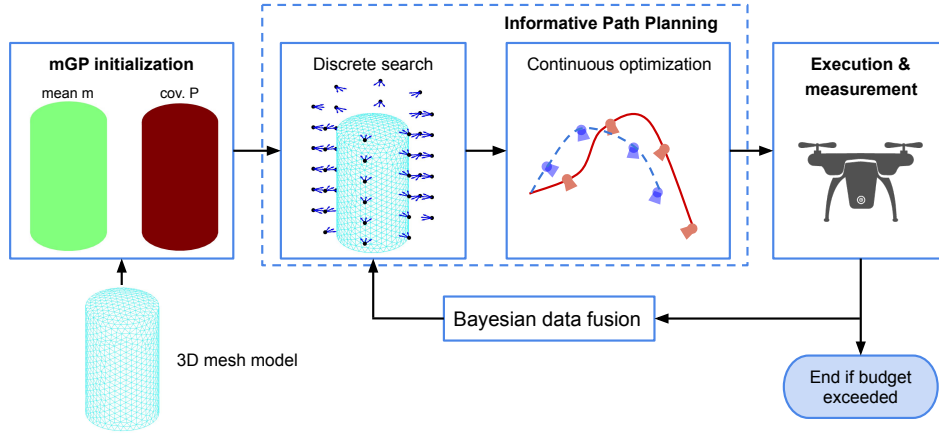 Informative Path Planning
mGP initialization
mean m
cov. P
Discrete search
Continuous optimization
Execution &
measurement
Bayesian data fusion
3D mesh model
End if budget
exceeded